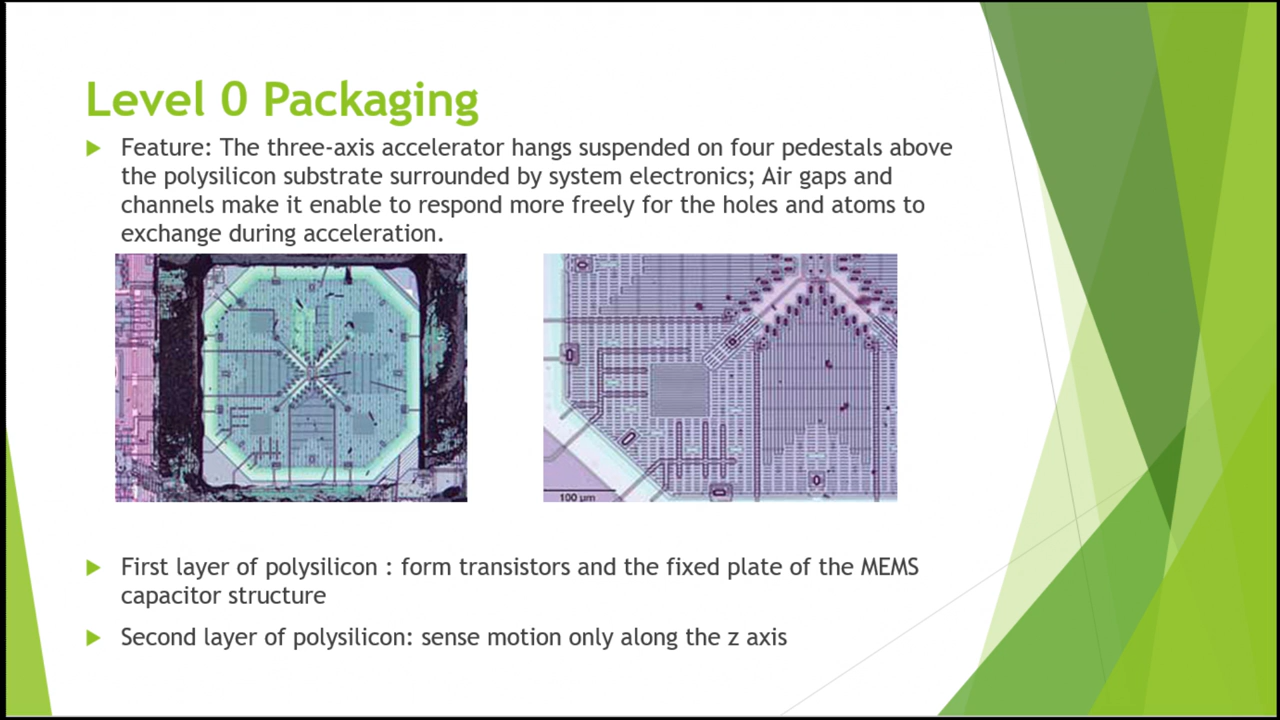 Level 0 Packaging
Feature: The three-axis accelerator hangs suspended on four pedestals above
the polysilicon substrate surrounded by system electronics; Air gaps and
channels make it enable to respond more freely for the holes and atoms to
exchange during acceleration.
100 µm
First layer of polysilicon : form transistors and the fixed plate of the MEMS
capacitor structure
Second layer of polysilicon: sense motion only along the z axis